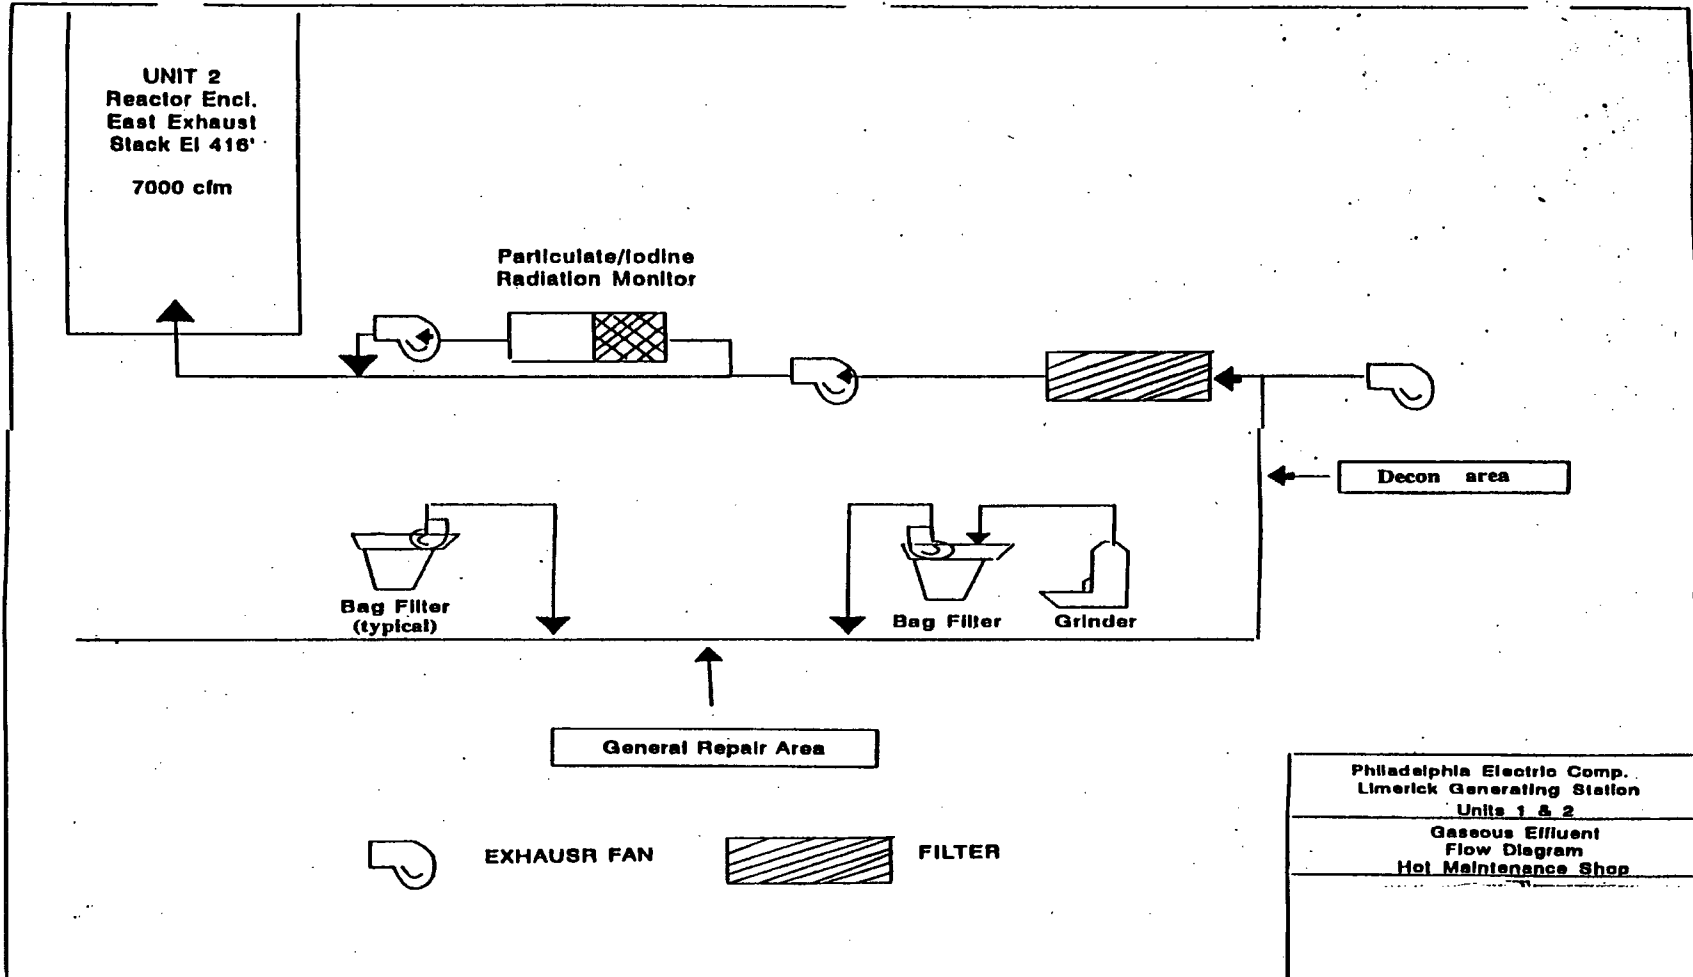 UNIT 2
Reactor Encl.
East Exhaust
Stack El 416'
7000 cfm
Particulate/Iodine
Radiation Monitor
Decon area
Bag Filter
(typical)
Bag Filter
Grinder
General Repair Area
EXHAUSR FAN
FILTER
Philadelphia Electric Comp.
Limerick Generating Station
Units 1 & 2
Gaseous Effluent
Flow Diagram
Hot Maintenance Shop